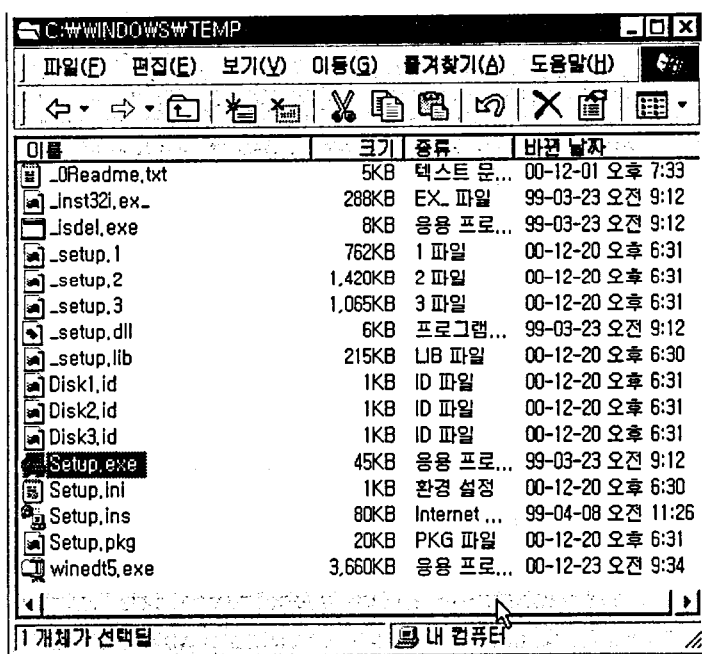 C:₩WINDOWS₩TEMP
파일(F) 편집(E) 보기(V) 이동(G) 즐겨찾기(A) 도움말(H)
이름 크기 종류 바뀐 날짜
_0Readme.txt 5KB 텍스트 문... 00-12-01 오후 7:33
_inst32i.ex_ 288KB EX_ 파일 99-03-23 오전 9:12
_isdel.exe 8KB 응용 프로... 99-03-23 오전 9:12
_setup.1 762KB 1 파일 00-12-20 오후 6:31
_setup.2 1,420KB 2 파일 00-12-20 오후 6:31
_setup.3 1,065KB 3 파일 00-12-20 오후 6:31
_setup.dll 6KB 프로그램... 99-03-23 오전 9:12
_setup.lib 215KB LIB 파일 00-12-20 오후 6:30
Disk1.id 1KB ID 파일 00-12-20 오후 6:31
Disk2.id 1KB ID 파일 00-12-20 오후 6:31
Disk3.id 1KB ID 파일 00-12-20 오후 6:31
Setup.exe 45KB 응용 프로... 99-03-23 오전 9:12
Setup.ini 1KB 환경 설정 00-12-20 오후 6:30
Setup.ins 80KB Internet ... 99-04-08 오전 11:26
Setup.pkg 20KB PKG 파일 00-12-20 오후 6:31
winedt5.exe 3,660KB 응용 프로... 00-12-23 오전 9:34
1 개체가 선택됨 내 컴퓨터